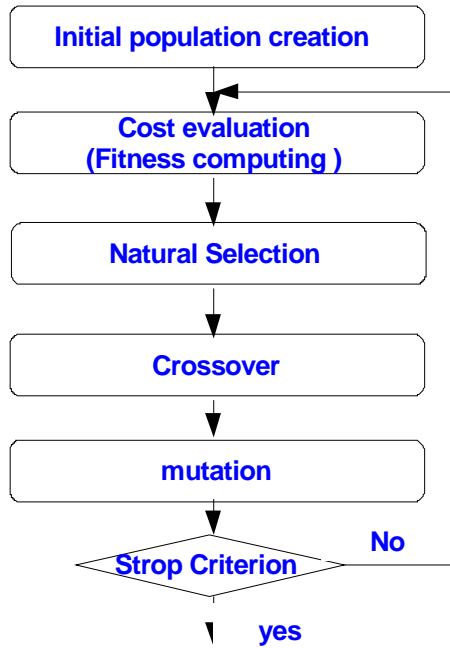 Initial population creation
Cost evaluation
(Fitness computing )
Natural Selection
Crossover
mutation
Strop Criterion
No
yes